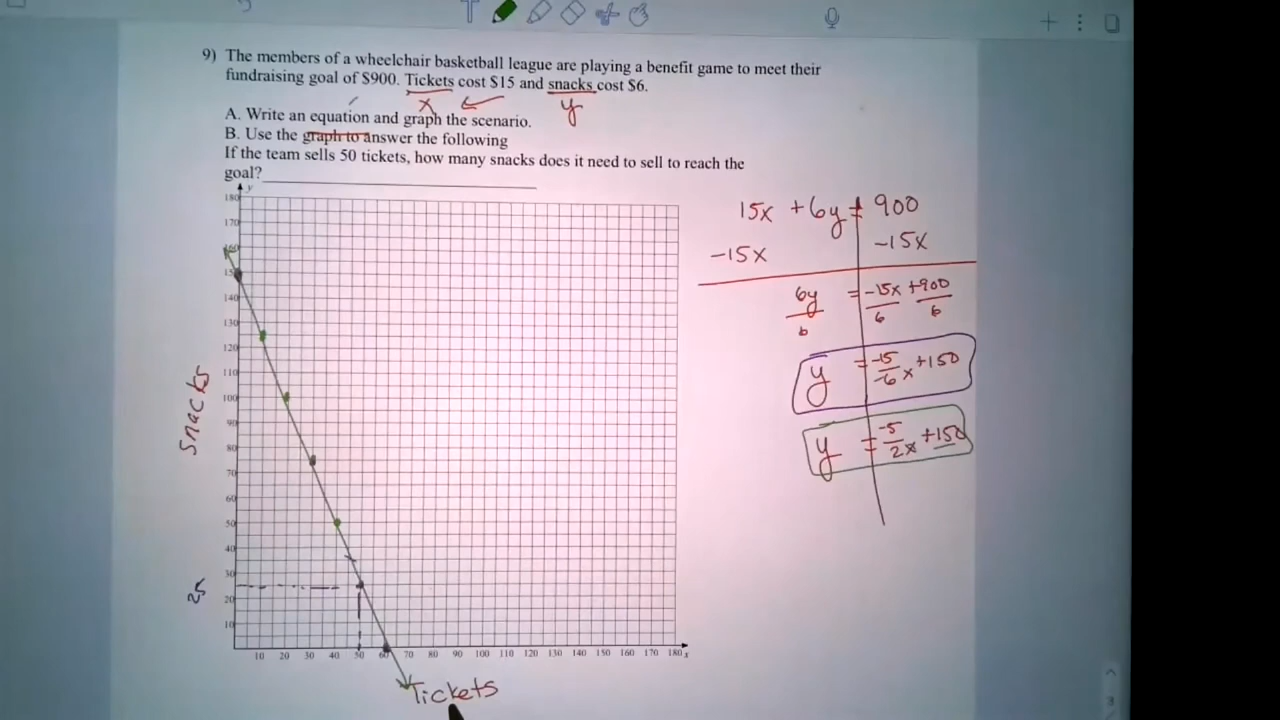 9) The members of a wheelchair basketball league are playing a benefit game to meet their
fundraising goal of $900. Tickets cost $15 and snacks cost $6.
x y
A. Write an equation and graph the scenario.
B. Use the graph to answer the following
If the team sells 50 tickets, how many snacks does it need to sell to reach the
goal?
y
180
170
160
150
140
130
120
110
100
90
80
70
60
50
40
30
20
10
10 20 30 40 50 60 70 80 90 100 110 120 130 140 150 160 170 180 x
snacks
25
Tickets
15x + 6y = 900
-15x -15x
6y = -15x + 900
6 6 6
y = -15/-6 x + 150
y = -5/2 x + 150
3